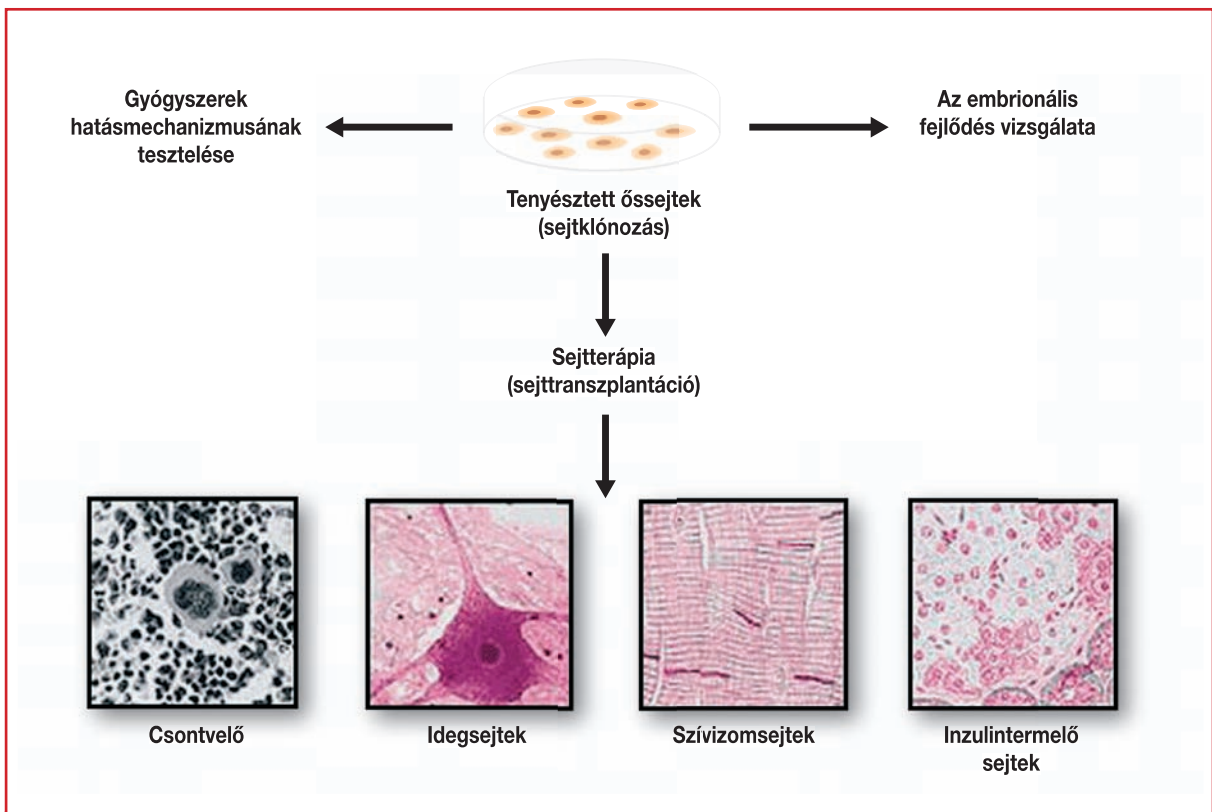 Gyógyszerek
hatásmechanizmusának
tesztelése
Az embrionális
fejlődés vizsgálata
Tenyésztett őssejtek
(sejtklónozás)
Sejtterápia
(sejttranszplantáció)
Csontvelő
Idegsejtek
Szívizomsejtek
Inzulintermelő
sejtek